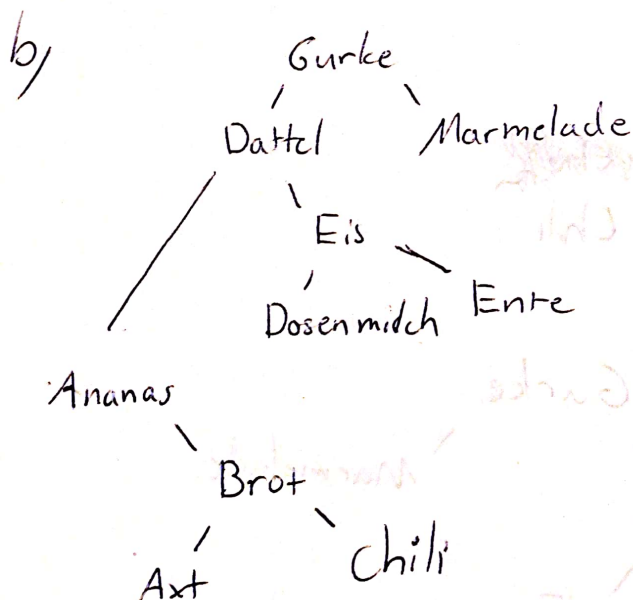 b)
Gurke
Dattel Marmelade
Eis
Dosenmilch Ente
Ananas
Brot
Axt Chili